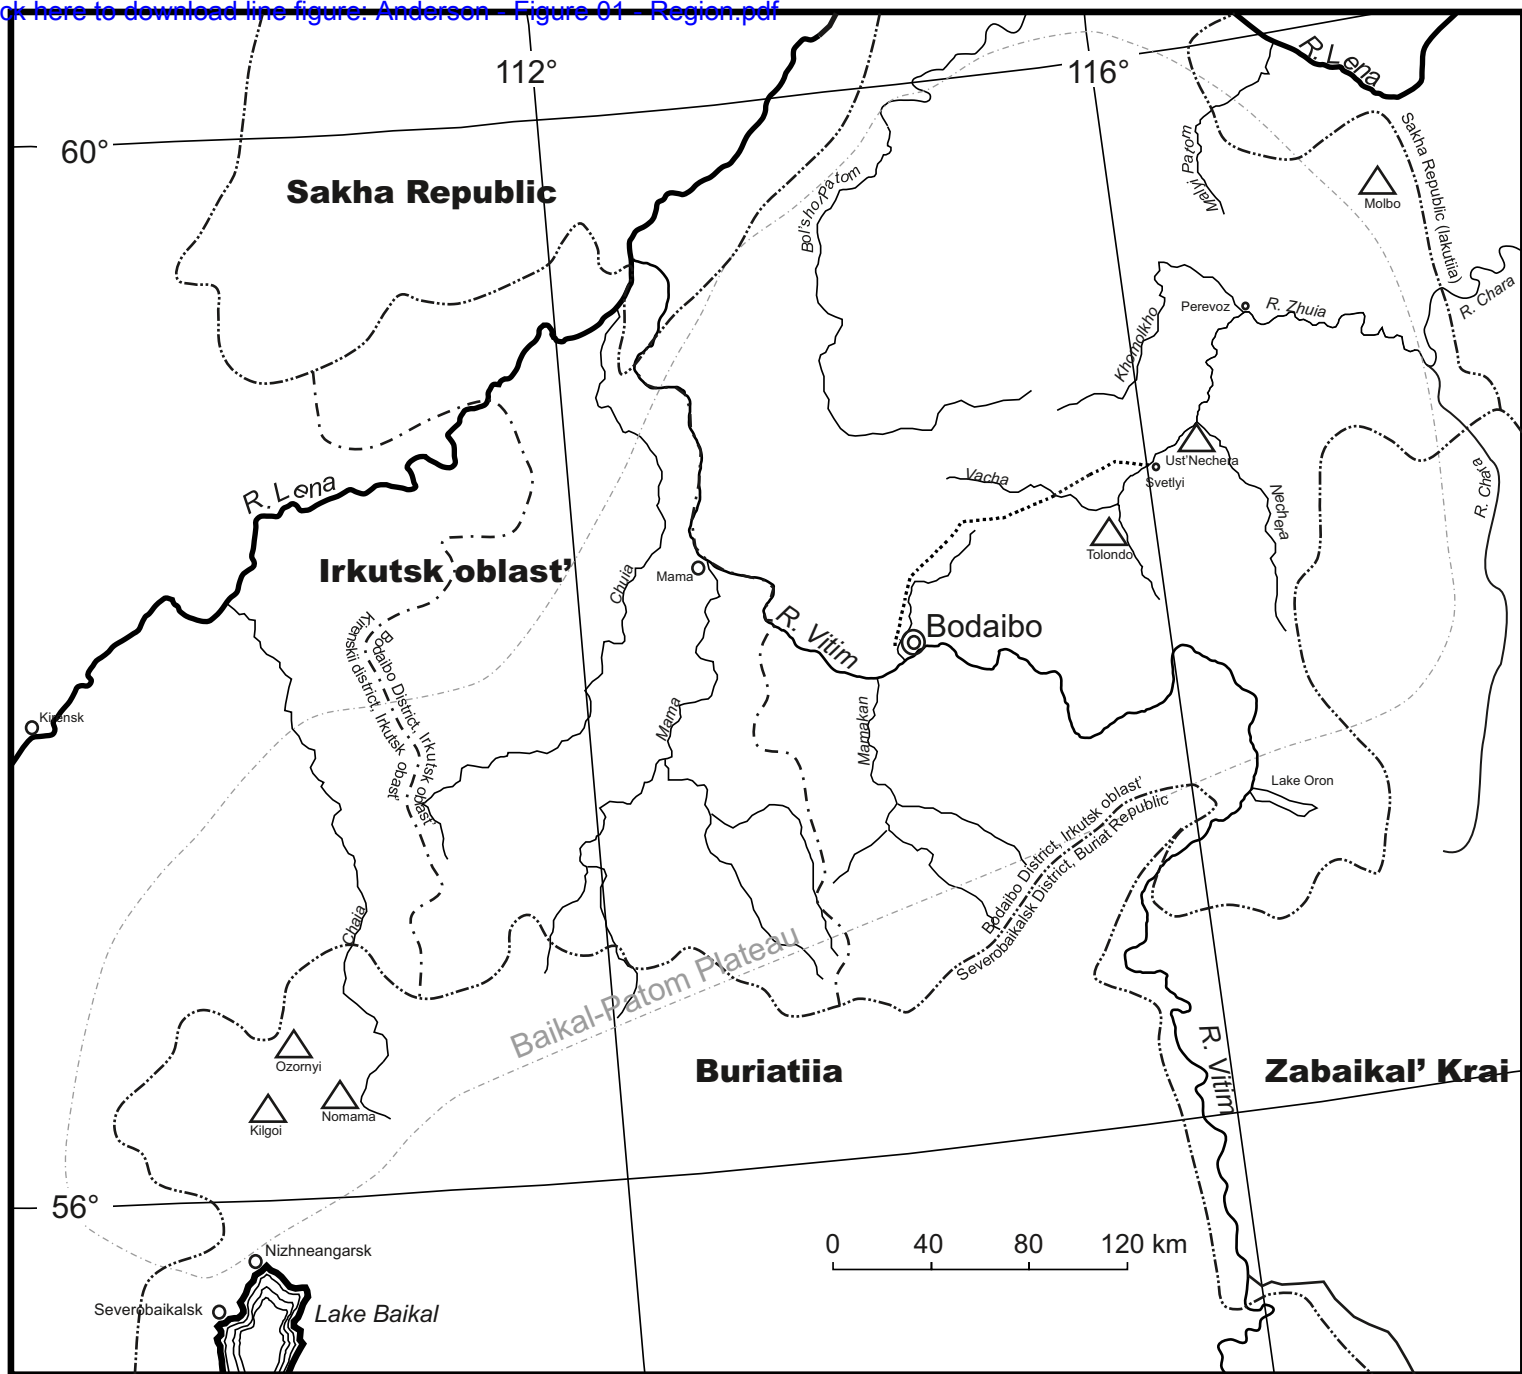 ck here to download line figure: Anderson - Figure 01 - Region.pdf
112°
116°
R. Lena
60°
Sakha Republic
Bol'shoi Patom
Malyi Patom
Molbo
Sakha Republic (Iakutiia)
R. Chara
Perevoz
R. Zhuia
Khomolkho
R. Lena
Vacha
Ust'Nechera
Svetlyi
Nechera
R. Chara
Tolondo
Irkutsk oblast'
Chuia
Mama
R. Vitim
Bodaibo
Kirenskii district, Irkutsk obast'
Bodaibo District, Irkutsk oblast'
Kirensk
Mama
Mamakan
Lake Oron
Bodaibo District, Irkutsk oblast'
Severobaikalsk District, Buriat Republic
Chaia
Baikal-Patom Plateau
Ozornyi
Kilgoi
Nomama
Buriatiia
R. Vitim
Zabaikal' Krai
56°
Nizhneangarsk
Severobaikalsk
Lake Baikal
0 40 80 120 km